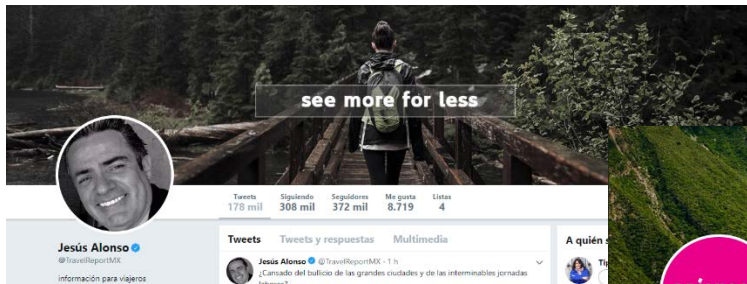 see more for less
Tweets Siguiendo Seguidores Me gusta Listas
178 mil 308 mil 372 mil 8.719 4
Jesús Alonso
@TravelReportMX
información para viajeros
Tweets Tweets y respuestas Multimedia
Jesús Alonso @TravelReportMX - 1 h
¿Cansado del bullicio de las grandes ciudades y de las interminables jornadas
A quién